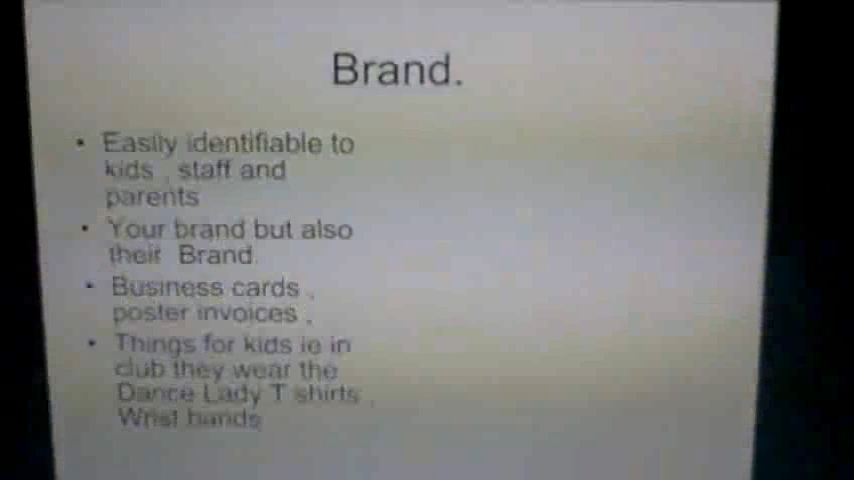 Brand.
• Easily identifiable to
kids , staff and
parents
• Your brand but also
their Brand
• Business cards ,
poster invoices ,
• Things for kids ie in
club they wear the
Dance Lady T shirts ,
Wrist bands